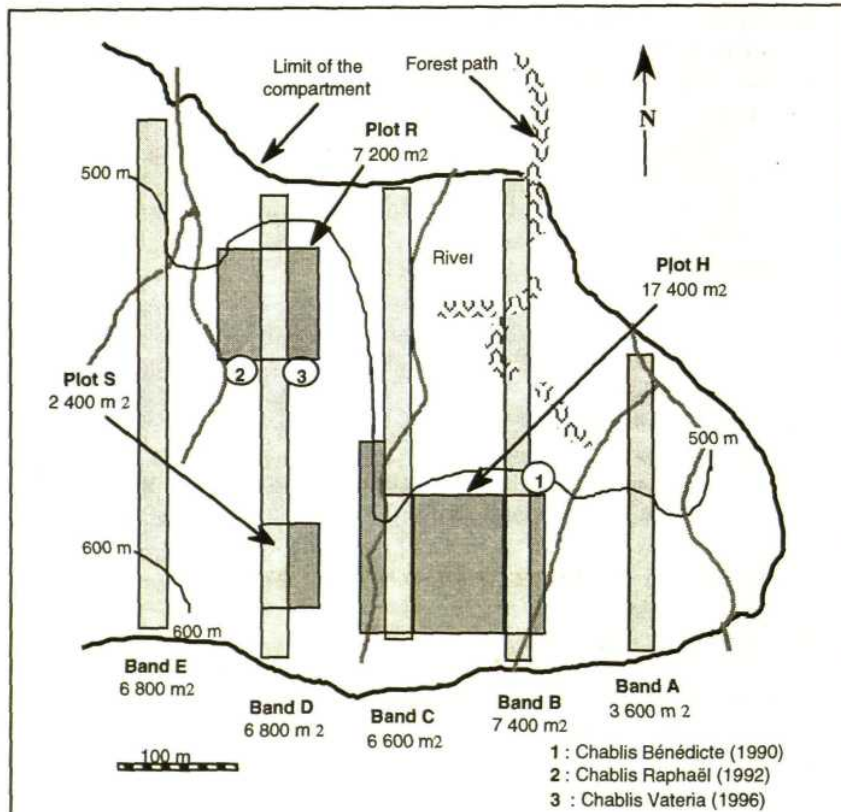 Limit of the
compartment
Forest path
N
Plot R
7 200 m2
500 m
River
Plot H
17 400 m2
Plot S
2 400 m 2
2
3
500 m
1
600 m
600 m
Band E
6 800 m2
Band D
6 800 m2
Band C
6 600 m2
Band B
7 400 m2
Band A
3 600 m 2
100 m
1 : Chablis Bénédicte (1990)
2 : Chablis Raphaël (1992)
3 : Chablis Vateria (1996)